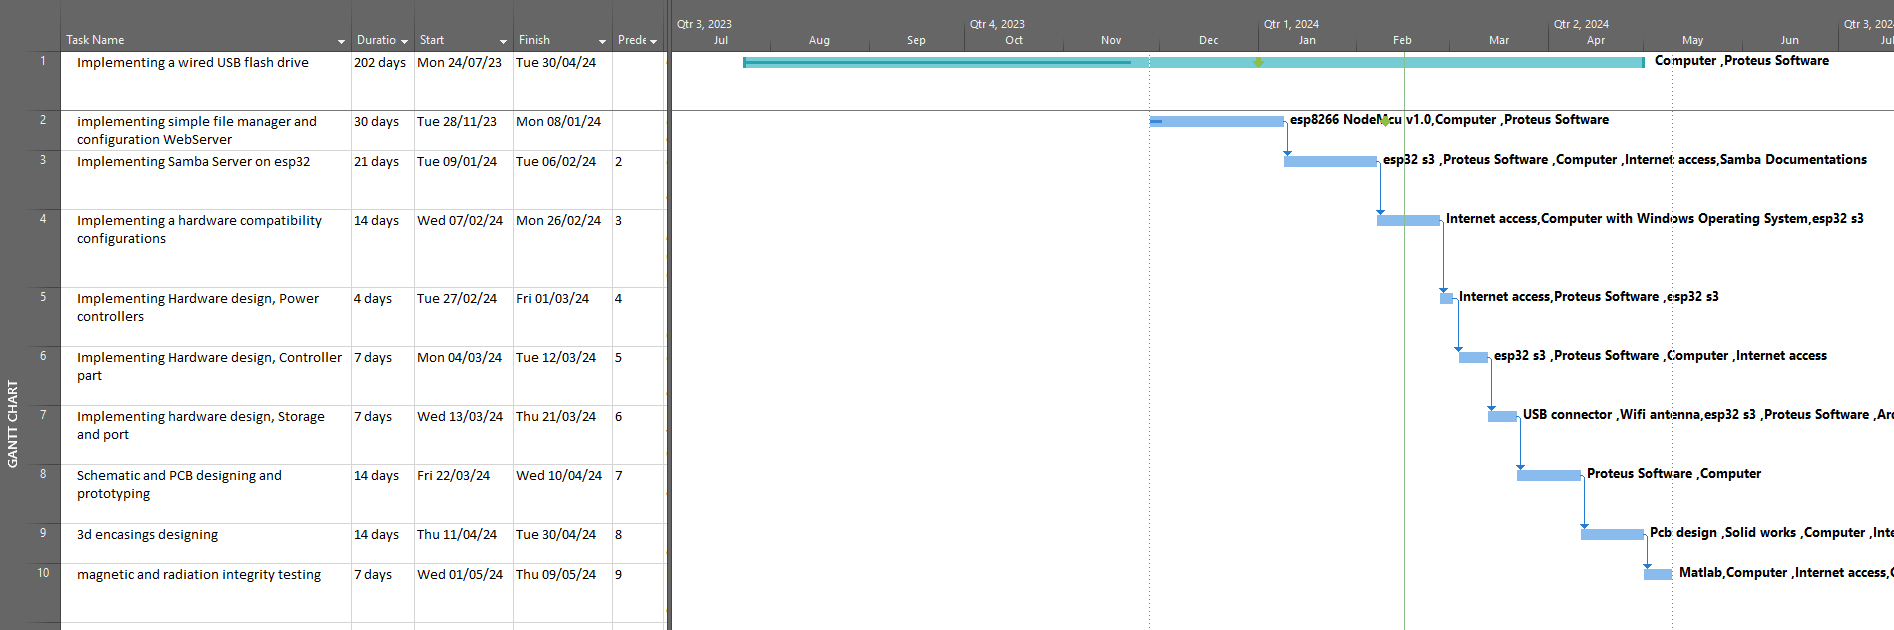 Qtr 3, 2023 Qtr 4, 2023 Qtr 1, 2024 Qtr 2, 2024 Qtr 3, 202
Task Name Duratio Start Finish Prede Jul Aug Sep Oct Nov Dec Jan Feb Mar Apr May Jun Jul
1 Implementing a wired USB flash drive 202 days Mon 24/07/23 Tue 30/04/24 Computer ,Proteus Software
2 implementing simple file manager and 30 days Tue 28/11/23 Mon 08/01/24 esp8266 NodeMcu v1.0,Computer ,Proteus Software
configuration WebServer
3 Implementing Samba Server on esp32 21 days Tue 09/01/24 Tue 06/02/24 2 esp32 s3 ,Proteus Software ,Computer ,Internet access,Samba Documentations
4 Implementing a hardware compatibility 14 days Wed 07/02/24 Mon 26/02/24 3 Internet access,Computer with Windows Operating System,esp32 s3
configurations
5 Implementing Hardware design, Power 4 days Tue 27/02/24 Fri 01/03/24 4 Internet access,Proteus Software ,esp32 s3
controllers
6 Implementing Hardware design, Controller 7 days Mon 04/03/24 Tue 12/03/24 5 esp32 s3 ,Proteus Software ,Computer ,Internet access
part
7 Implementing hardware design, Storage 7 days Wed 13/03/24 Thu 21/03/24 6 USB connector ,Wifi antenna,esp32 s3 ,Proteus Software ,Ar
and port
8 Schematic and PCB designing and 14 days Fri 22/03/24 Wed 10/04/24 7 Proteus Software ,Computer
prototyping
9 3d encasings designing 14 days Thu 11/04/24 Tue 30/04/24 8 Pcb design ,Solid works ,Computer ,Inte
10 magnetic and radiation integrity testing 7 days Wed 01/05/24 Thu 09/05/24 9 Matlab,Computer ,Internet access,
GANTT CHART